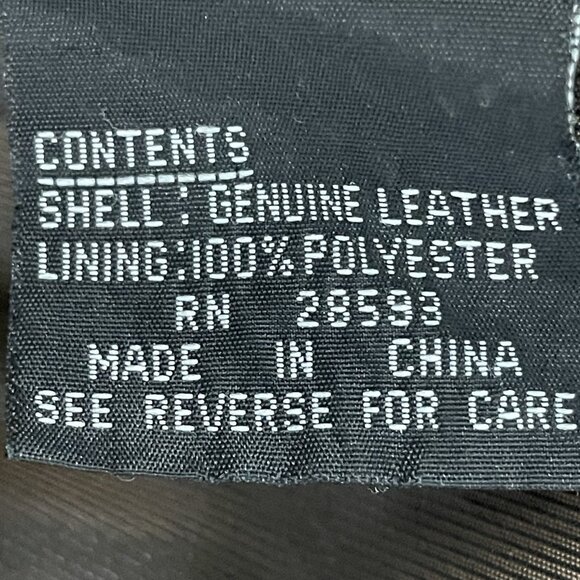 CONTENTS
SHELL: GENUINE LEATHER
LINING:100% POLYESTER
RN 28593
MADE IN CHINA
SEE REVERSE FOR CARE